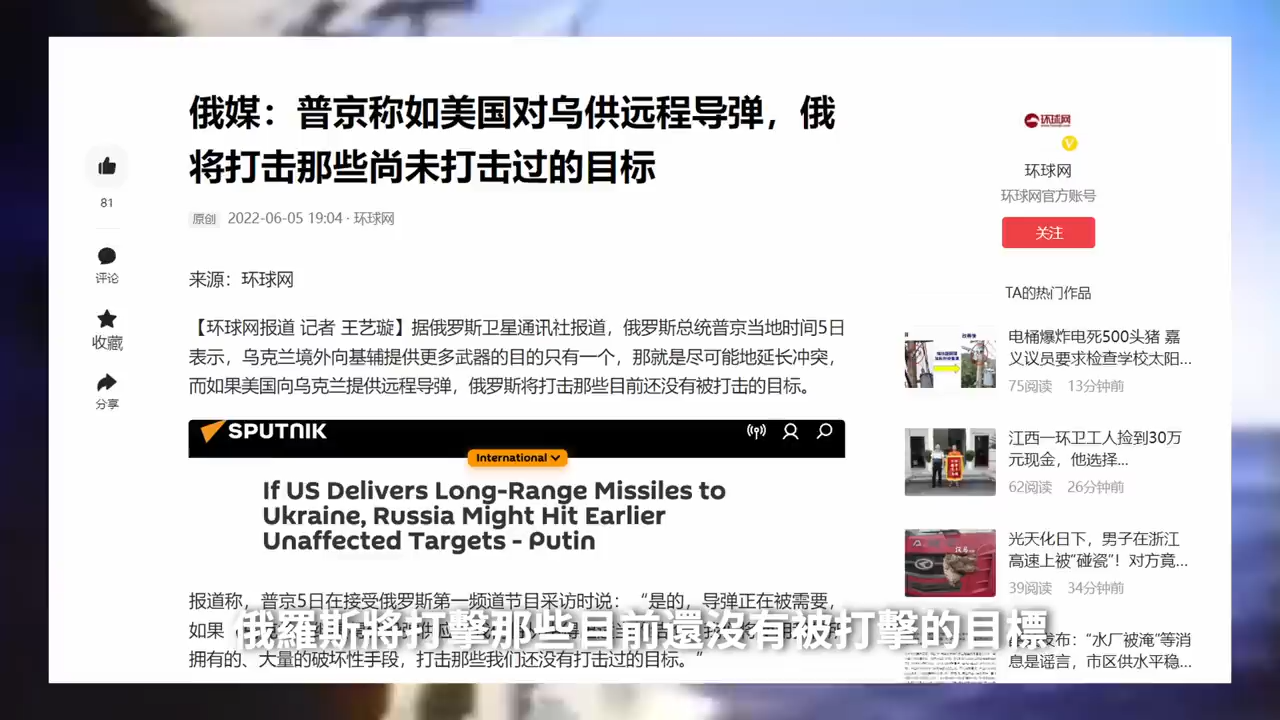 俄媒：普京称如美国对乌供远程导弹，俄
将打击那些尚未打击过的目标
原创 2022-06-05 19:04 · 环球网
81
评论
收藏
分享
来源：环球网
【环球网报道 记者 王艺璇】据俄罗斯卫星通讯社报道，俄罗斯总统普京当地时间5日
表示，乌克兰境外向基辅提供更多武器的目的只有一个，那就是尽可能地延长冲突，
而如果美国向乌克兰提供远程导弹，俄罗斯将打击那些目前还没有被打击的目标。
SPUTNIK
International
If US Delivers Long-Range Missiles to
Ukraine, Russia Might Hit Earlier
Unaffected Targets - Putin
报道称，普京5日在接受俄罗斯第一频道节目采访时说：“是的，导弹正在被需要，
如果
拥有的、大量的破坏性手段，打击那些我们还没有打击过的目标。”
俄羅斯將打擊那些目前還沒有被打擊的目標
环球网
环球网
环球网官方账号
关注
TA的热门作品
电桶爆炸电死500头猪 嘉
义议员要求检查学校太阳...
75阅读 13分钟前
江西一环卫工人捡到30万
元现金，他选择...
62阅读 26分钟前
光天化日下，男子在浙江
高速上被“碰瓷”！对方竟...
39阅读 34分钟前
发布：“水厂被淹”等消
息是谣言，市区供水平稳...